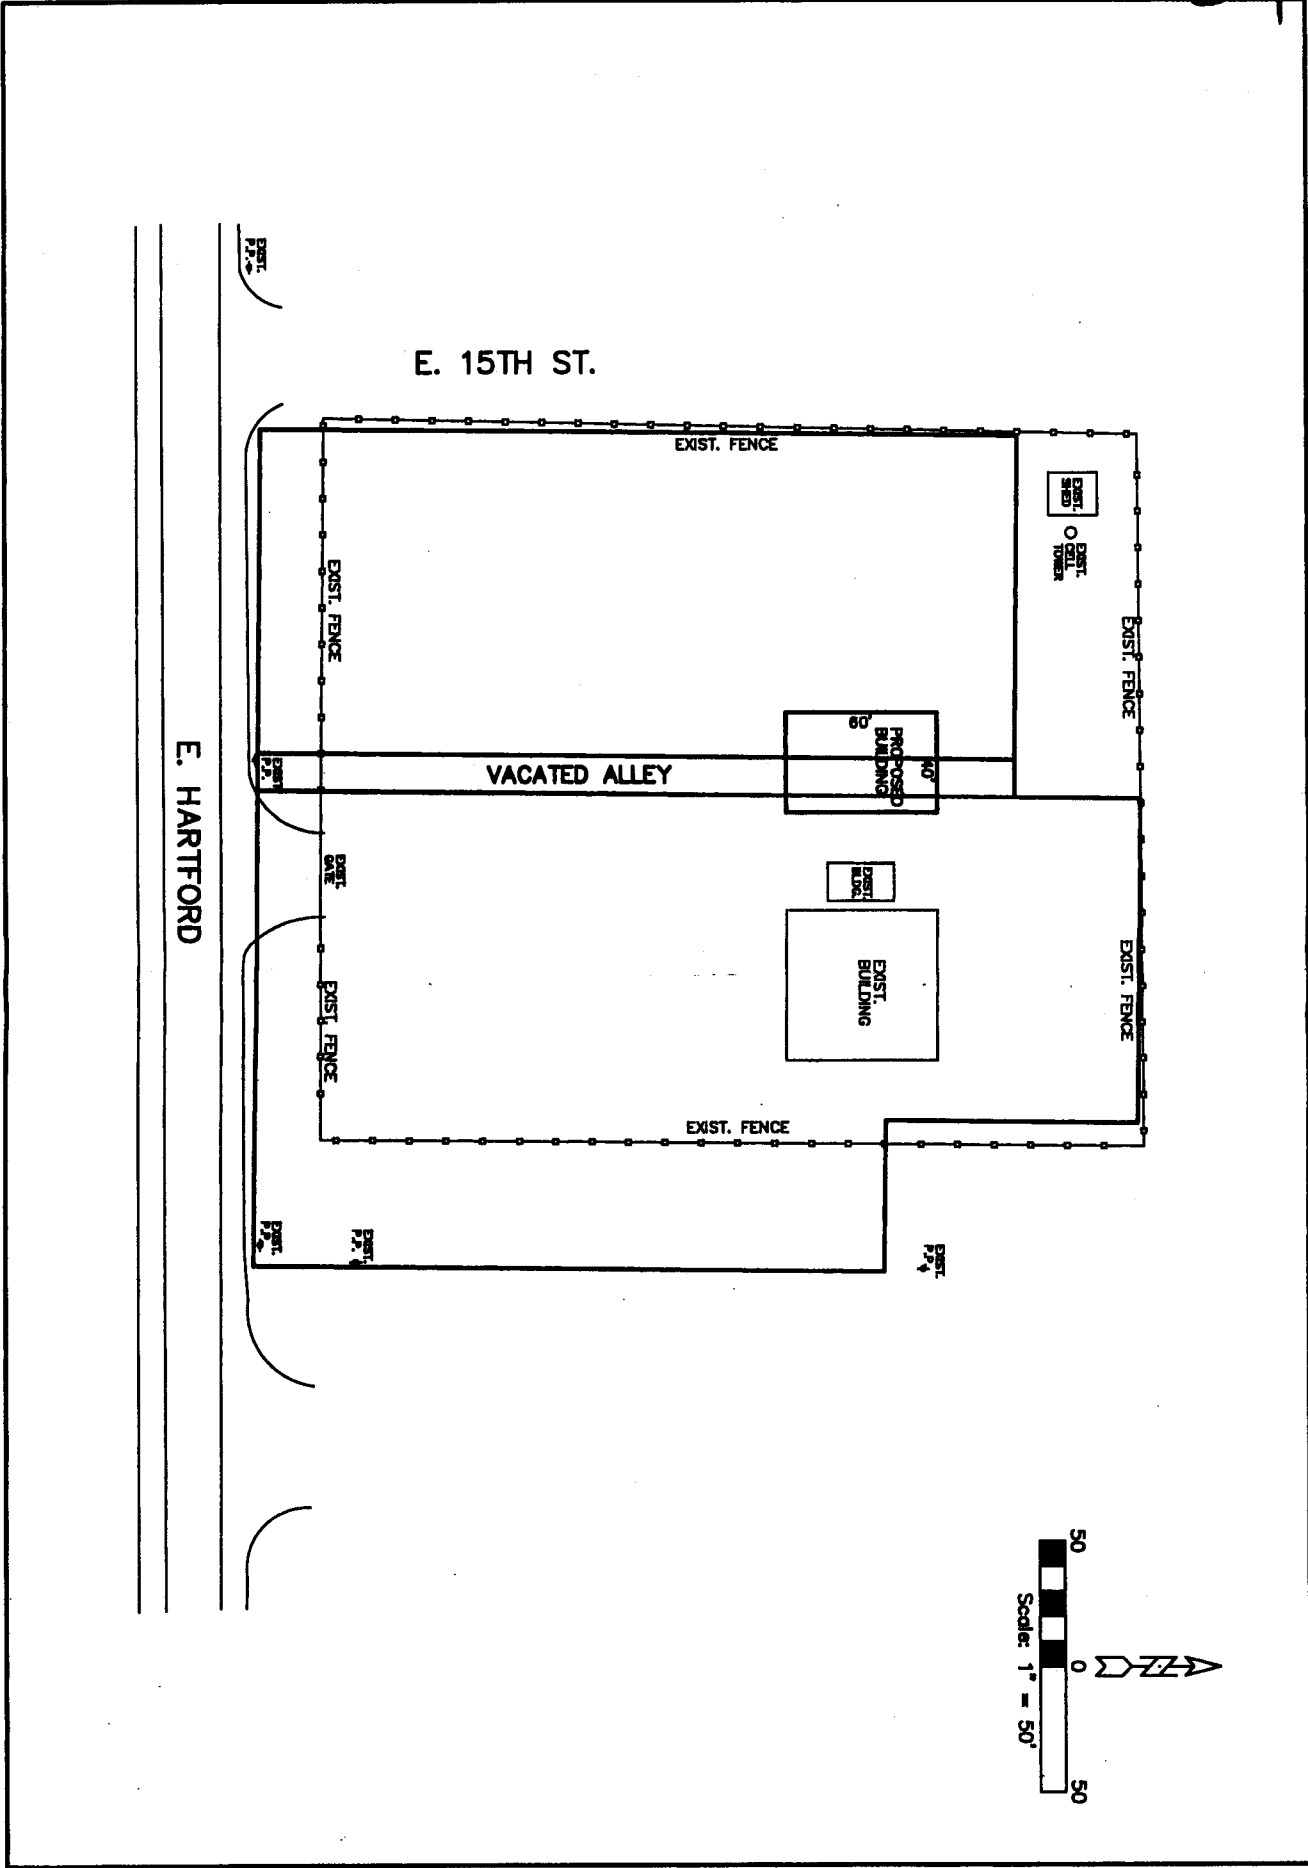 EXIST.
P.P.
E. 15TH ST.
EXIST. FENCE
EXIST.
SHED
EXIST.
CELL
TOWER
EXIST. FENCE
EXIST. FENCE
60'
PROPOSED
BUILDING
40'
VACATED ALLEY
EXIST.
P.P.
E. HARTFORD
EXIST.
GATE
EXIST.
BLDG.
EXIST.
BUILDING
EXIST. FENCE
EXIST. FENCE
EXIST. FENCE
EXIST.
P.P.
EXIST.
P.P.
EXIST.
P.P.
50
0
50
Scale: 1" = 50'
N